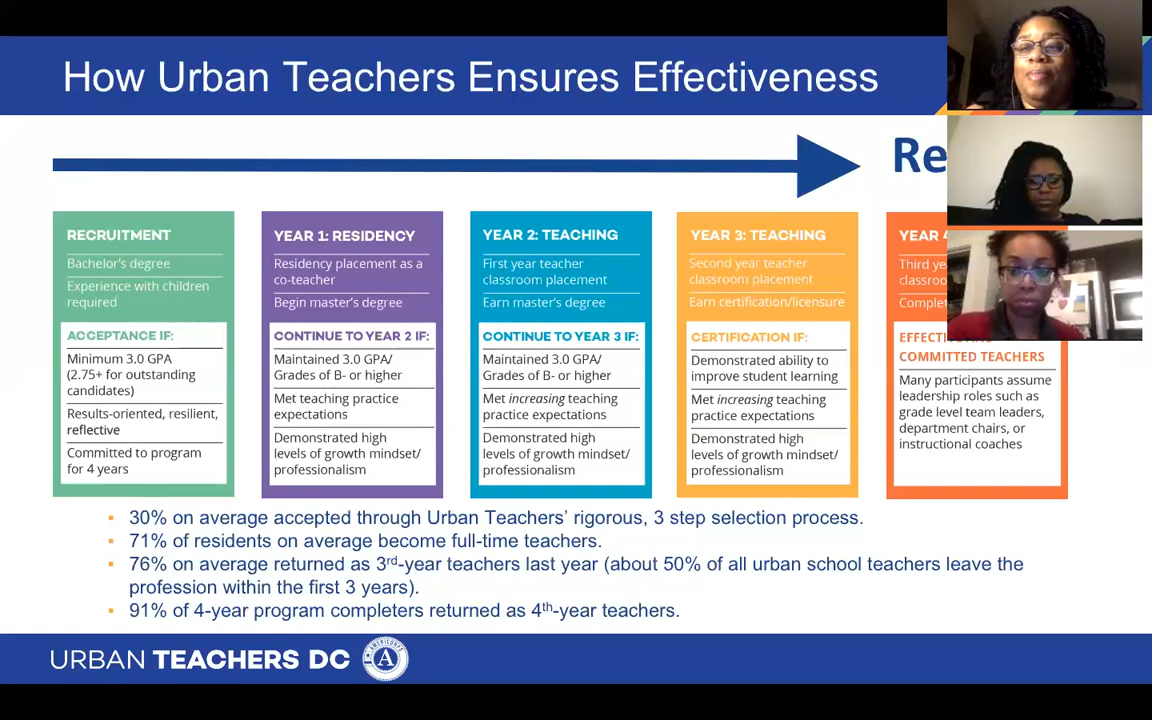 How Urban Teachers Ensures Effectiveness
RECRUITMENT
Bachelor's degree
Experience with children
required
ACCEPTANCE IF:
Minimum 3.0 GPA
(2.75+ for outstanding
candidates)
Results-oriented, resilient,
reflective
Committed to program
for 4 years
YEAR 1: RESIDENCY
Residency placement as a
co-teacher
Begin master's degree
CONTINUE TO YEAR 2 IF:
Maintained 3.0 GPA/
Grades of B- or higher
Met teaching practice
expectations
Demonstrated high
levels of growth mindset/
professionalism
YEAR 2: TEACHING
First year teacher
classroom placement
Earn master's degree
CONTINUE TO YEAR 3 IF:
Maintained 3.0 GPA/
Grades of B- or higher
Met increasing teaching
practice expectations
Demonstrated high
levels of growth mindset/
professionalism
YEAR 3: TEACHING
Second year teacher
classroom placement
Earn certification/licensure
CERTIFICATION IF:
Demonstrated ability to
improve student learning
Met increasing teaching
practice expectations
Demonstrated high
levels of growth mindset/
professionalism
YEAR
Third
COMMITTED TEACHERS
Many participants assume
leadership roles such as
grade level team leaders,
department chairs, or
instructional coaches
▪ 30% on average accepted through Urban Teachers' rigorous, 3 step selection process.
▪ 71% of residents on average become full-time teachers.
▪ 76% on average returned as 3rd-year teachers last year (about 50% of all urban school teachers leave the
profession within the first 3 years).
▪ 91% of 4-year program completers returned as 4th-year teachers.
URBAN TEACHERS DC
AMERICORPS
A